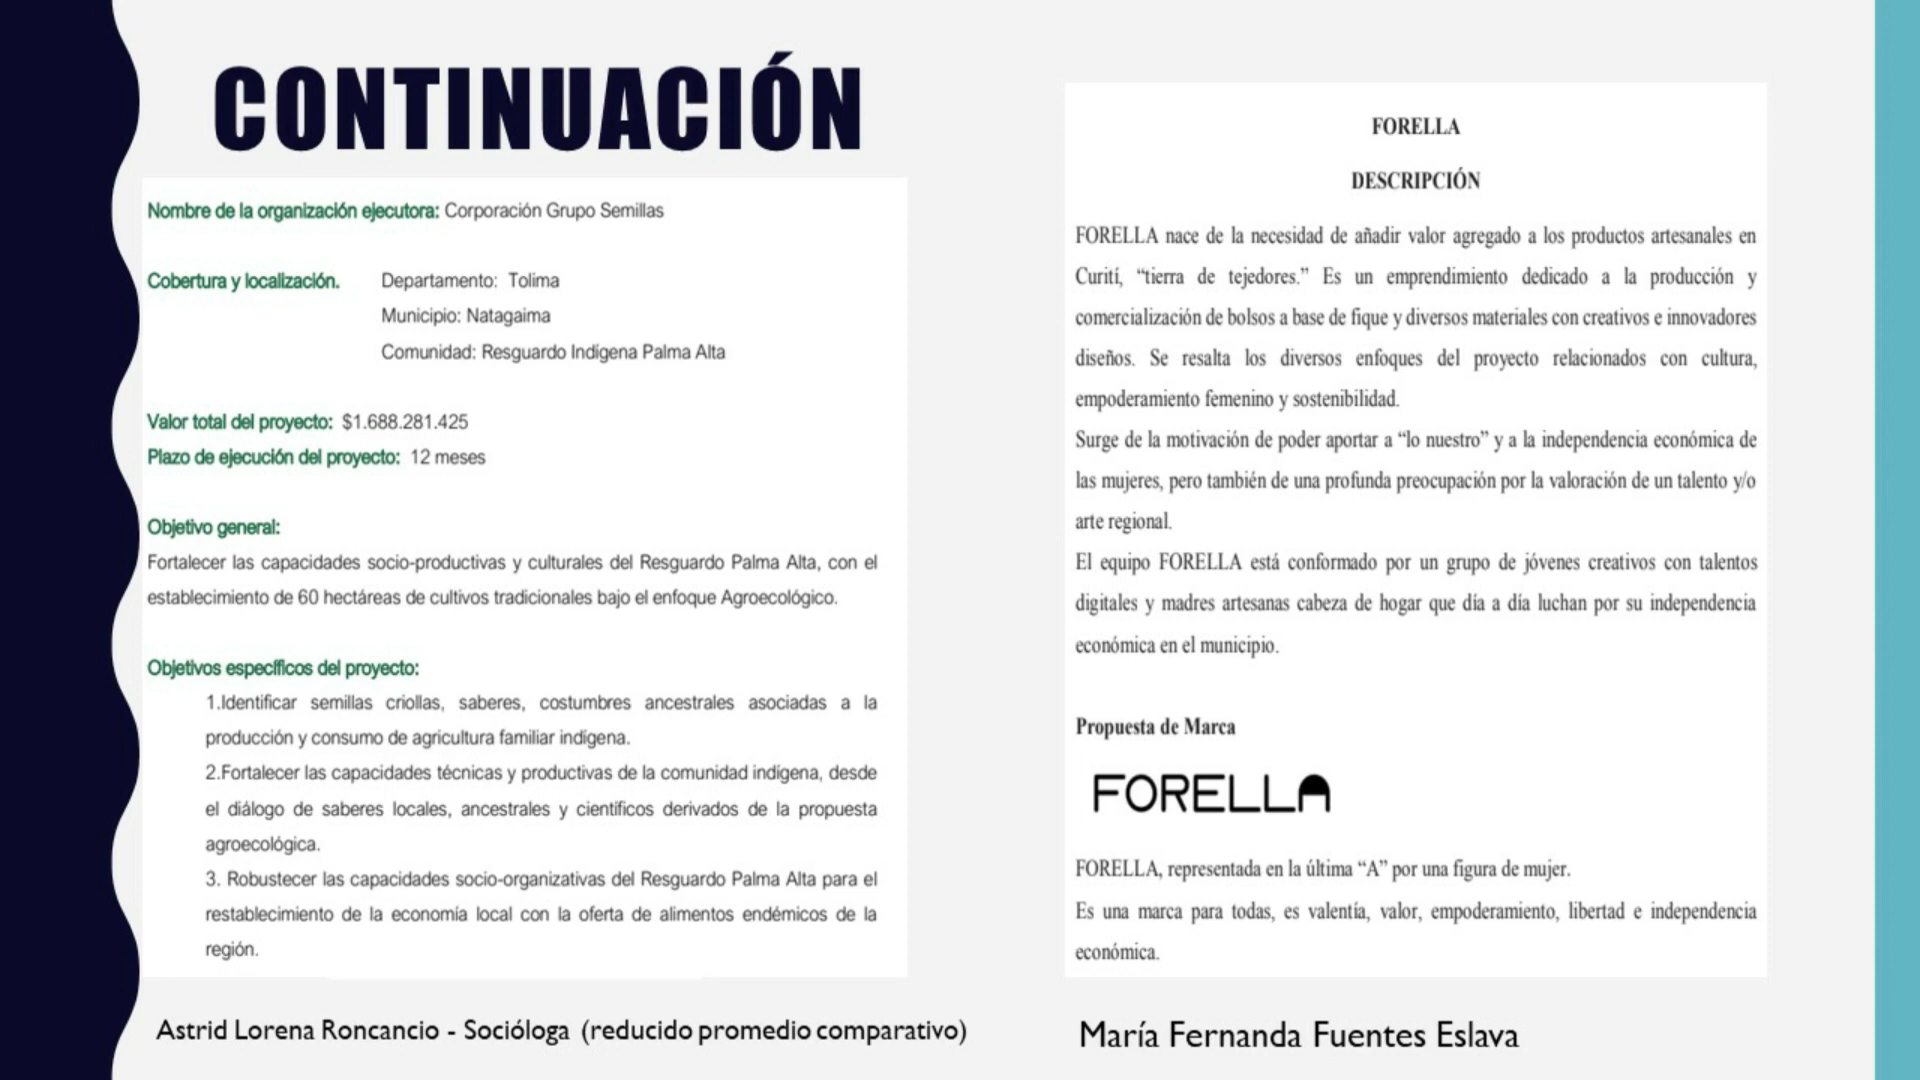 CONTINUACIÓN
Nombre de la organización ejecutora: Corporación Grupo Semillas
Cobertura y localización. Departamento: Tolima
Municipio: Natagaima
Comunidad: Resguardo Indígena Palma Alta
Valor total del proyecto: $1.688.281.425
Plazo de ejecución del proyecto: 12 meses
Objetivo general:
Fortalecer las capacidades socio-productivas y culturales del Resguardo Palma Alta, con el
establecimiento de 60 hectáreas de cultivos tradicionales bajo el enfoque Agroecológico.
Objetivos específicos del proyecto:
1.Identificar semillas criollas, saberes, costumbres ancestrales asociadas a la
producción y consumo de agricultura familiar indígena.
2.Fortalecer las capacidades técnicas y productivas de la comunidad indígena, desde
el diálogo de saberes locales, ancestrales y científicos derivados de la propuesta
agroecológica.
3. Robustecer las capacidades socio-organizativas del Resguardo Palma Alta para el
restablecimiento de la economía local con la oferta de alimentos endémicos de la
región.
Astrid Lorena Roncancio - Socióloga (reducido promedio comparativo)
FORELLA
DESCRIPCIÓN
FORELLA nace de la necesidad de añadir valor agregado a los productos artesanales en
Curití, “tierra de tejedores.” Es un emprendimiento dedicado a la producción y
comercialización de bolsos a base de fique y diversos materiales con creativos e innovadores
diseños. Se resalta los diversos enfoques del proyecto relacionados con cultura,
empoderamiento femenino y sostenibilidad.
Surge de la motivación de poder aportar a “lo nuestro” y a la independencia económica de
las mujeres, pero también de una profunda preocupación por la valoración de un talento y/o
arte regional.
El equipo FORELLA está conformado por un grupo de jóvenes creativos con talentos
digitales y madres artesanas cabeza de hogar que día a día luchan por su independencia
económica en el municipio.
Propuesta de Marca
FORELLA
FORELLA, representada en la última “A” por una figura de mujer.
Es una marca para todas, es valentía, valor, empoderamiento, libertad e independencia
económica.
María Fernanda Fuentes Eslava